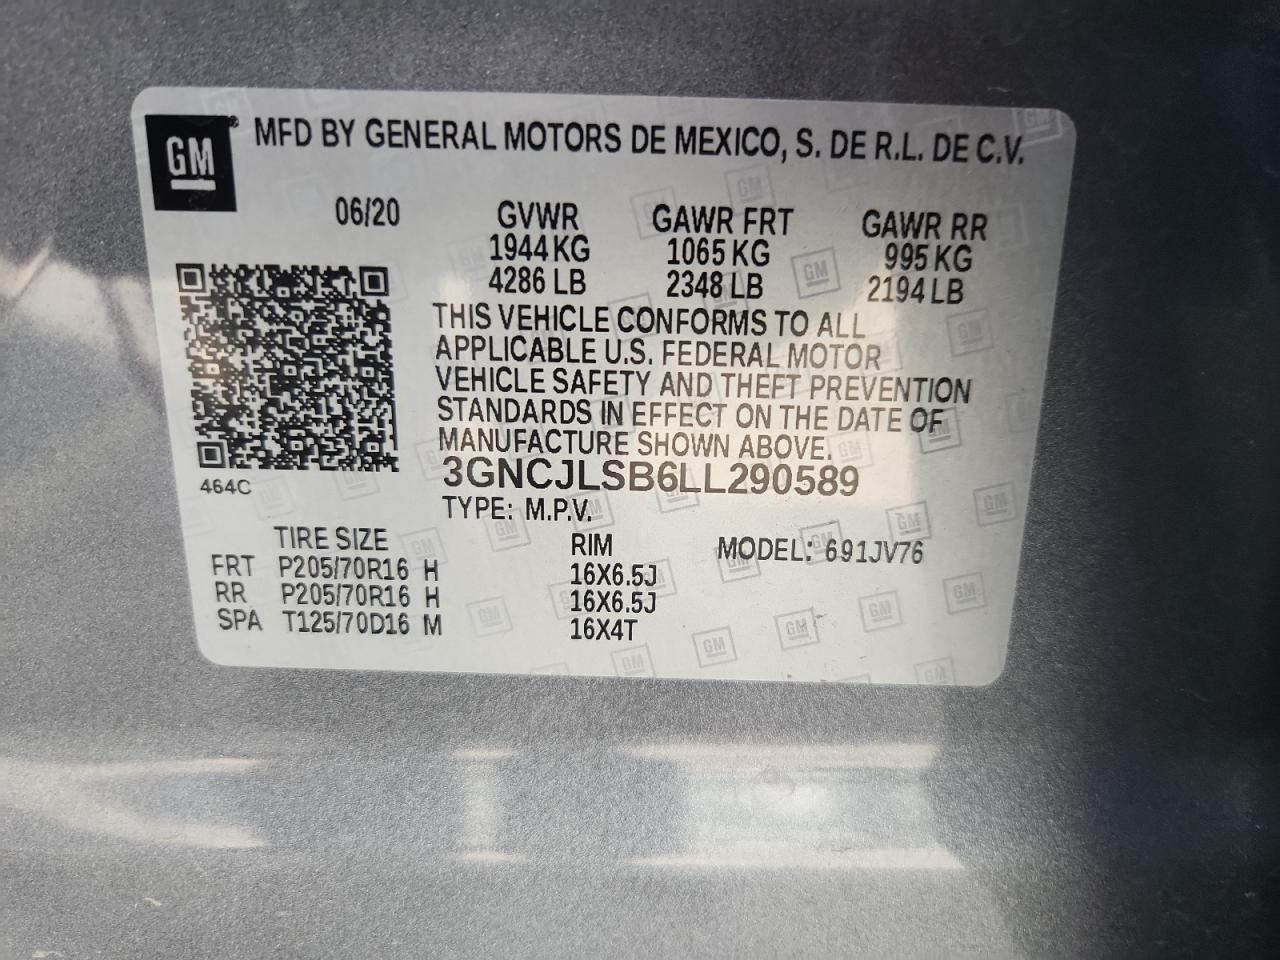 GM
MFD BY GENERAL MOTORS DE MEXICO, S. DE R.L. DE C.V.
06/20 GVWR GAWR FRT GAWR RR
1944 KG 1065 KG 995 KG
4286 LB 2348 LB 2194 LB
THIS VEHICLE CONFORMS TO ALL
APPLICABLE U.S. FEDERAL MOTOR
VEHICLE SAFETY AND THEFT PREVENTION
STANDARDS IN EFFECT ON THE DATE OF
MANUFACTURE SHOWN ABOVE.
464C
3GNCJLSB6LL290589
TYPE: M.P.V.
TIRE SIZE RIM MODEL: 691JV76
FRT P205/70R16 H 16X6.5J
RR P205/70R16 H 16X6.5J
SPA T125/70D16 M 16X4T